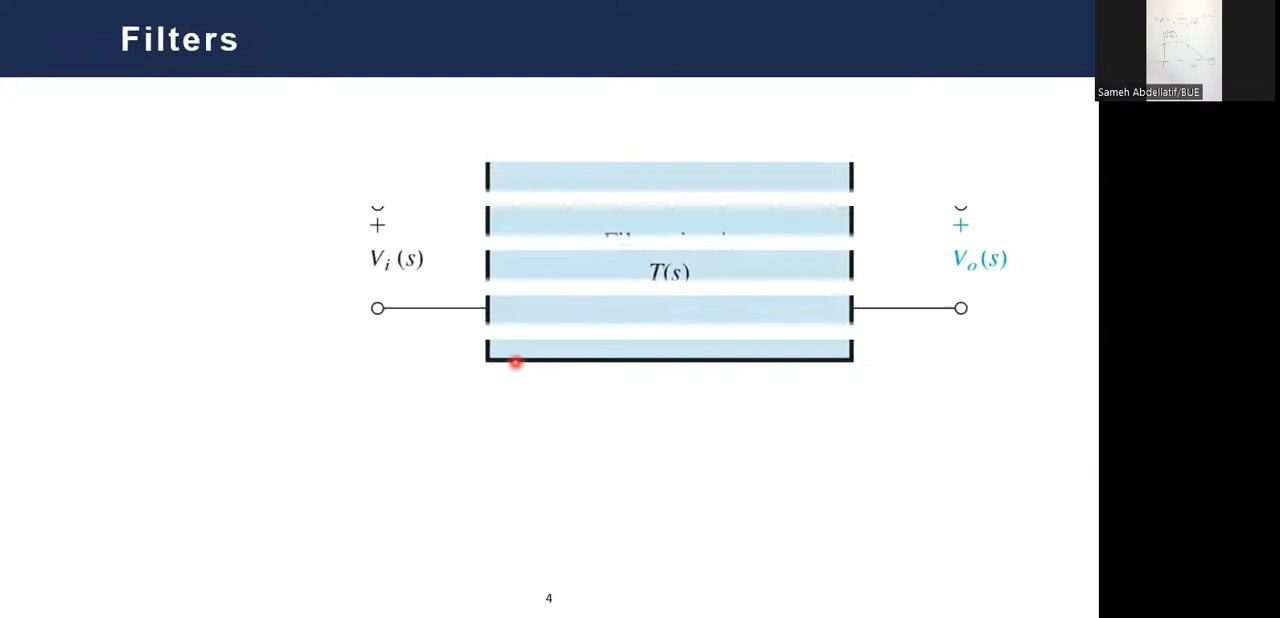 Filters
Sameh Abdellatif/BUE
+
+
Vᵢ (s)
T(s)
Vₒ(s)
4